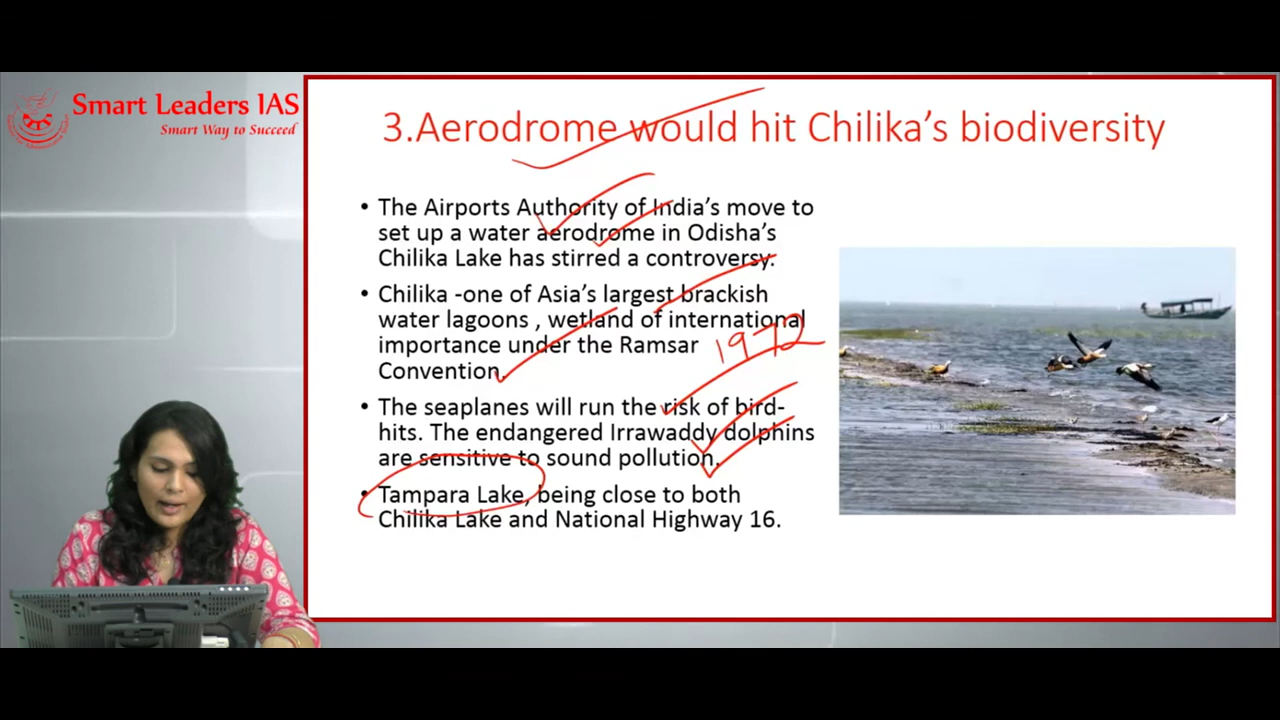 Smart Leaders IAS
Smart Way to Succeed
3.Aerodrome would hit Chilika's biodiversity
• The Airports Authority of India's move to
set up a water aerodrome in Odisha's
Chilika Lake has stirred a controversy.
• Chilika -one of Asia's largest brackish
water lagoons , wetland of international
importance under the Ramsar 1972
Convention.
• The seaplanes will run the risk of bird-
hits. The endangered Irrawaddy dolphins
are sensitive to sound pollution.
• Tampara Lake, being close to both
Chilika Lake and National Highway 16.